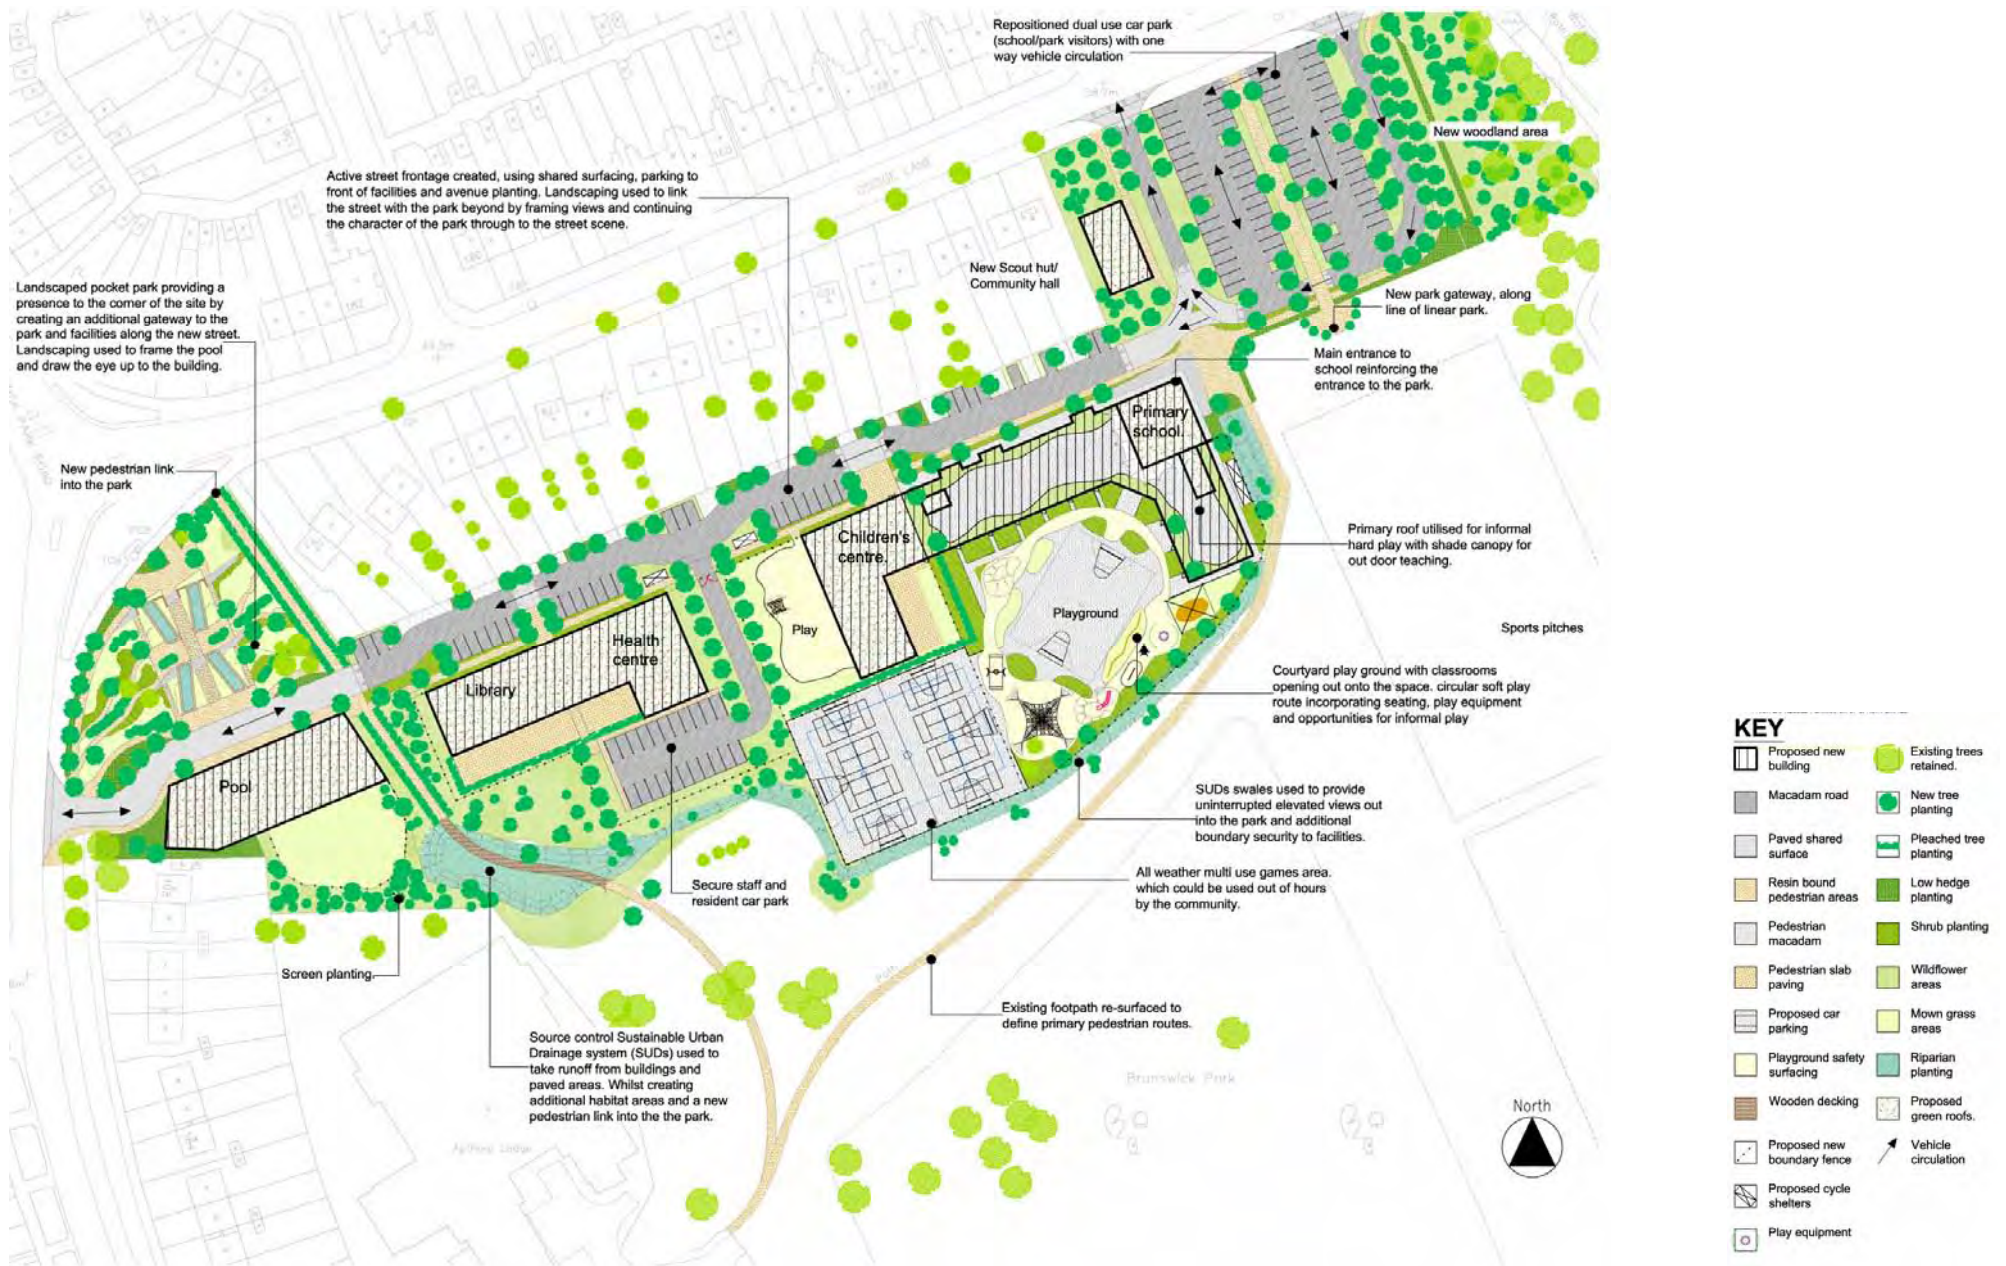 Repositioned dual use car park
(school/park visitors) with one
way vehicle circulation
New woodland area
Active street frontage created, using shared surfacing, parking to
front of facilities and avenue planting. Landscaping used to link
the street with the park beyond by framing views and continuing
the character of the park through to the street scene.
New Scout hut/
Community hall
Landscaped pocket park providing a
presence to the corner of the site by
creating an additional gateway to the
park and facilities along the new street.
Landscaping used to frame the pool
and draw the eye up to the building.
New park gateway, along
line of linear park.
Main entrance to
school reinforcing the
entrance to the park.
Primary
school.
New pedestrian link
into the park
Children's
centre.
Primary roof utilised for informal
hard play with shade canopy for
out door teaching.
Playground
Play
Sports pitches
Health
centre
Library
Courtyard play ground with classrooms
opening out onto the space. circular soft play
route incorporating seating, play equipment
and opportunities for informal play
Pool
SUDs swales used to provide
uninterrupted elevated views out
into the park and additional
boundary security to facilities.
Secure staff and
resident car park
All weather multi use games area.
which could be used out of hours
by the community.
Screen planting.
Path
Existing footpath re-surfaced to
define primary pedestrian routes.
Source control Sustainable Urban
Drainage system (SUDs) used to
take runoff from buildings and
paved areas. Whilst creating
additional habitat areas and a new
pedestrian link into the the park.
Brunswick Park
North
KEY
Proposed new
building
Macadam road
Paved shared
surface
Resin bound
pedestrian areas
Pedestrian
macadam
Pedestrian slab
paving
Proposed car
parking
Playground safety
surfacing
Wooden decking
Proposed new
boundary fence
Proposed cycle
shelters
Play equipment
Existing trees
retained.
New tree
planting
Pleached tree
planting
Low hedge
planting
Shrub planting
Wildflower
areas
Mown grass
areas
Riparian
planting
Proposed
green roofs.
Vehicle
circulation